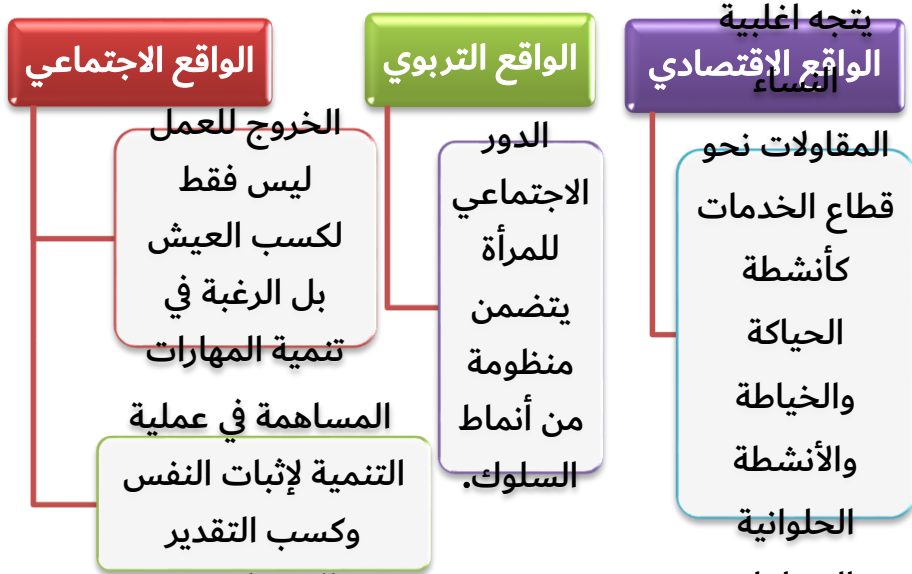 الواقع الاقتصادي
يتجه اغلبية
النساء
المقاولات نحو
قطاع الخدمات
كأنشطة
الحياكة
والخياطة
والأنشطة
الحلوانية
الواقع التربوي
الدور
الاجتماعي
للمرأة
يتضمن
منظومة
من أنماط
السلوك.
الواقع الاجتماعي
الخروج للعمل
ليس فقط
لكسب العيش
بل الرغبة في
تنمية المهارات
المساهمة في عملية
التنمية لإثبات النفس
وكسب التقدير